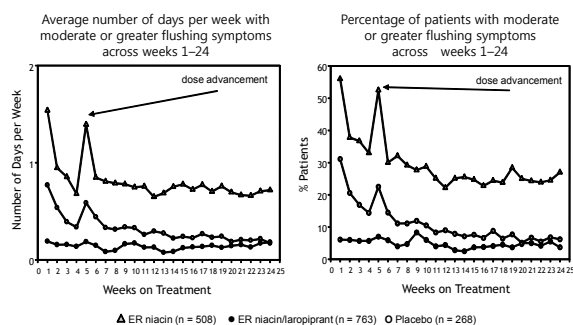 Average number of days per week with
moderate or greater flushing symptoms
across weeks 1–24
2
dose advancement
1
0
Number of Days per Week
0 1 2 3 4 5 6 7 8 9 10 11 12 13 14 15 16 17 18 19 20 21 22 23 24 25
Weeks on Treatment
Percentage of patients with moderate
or greater flushing symptoms
across weeks 1–24
60
dose advancement
50
40
30
20
10
0
% Patients
0 1 2 3 4 5 6 7 8 9 10 11 12 13 14 15 16 17 18 19 20 21 22 23 24 25
Weeks on Treatment
ER niacin (n = 508) ER niacin/laropiprant (n = 763) Placebo (n = 268)